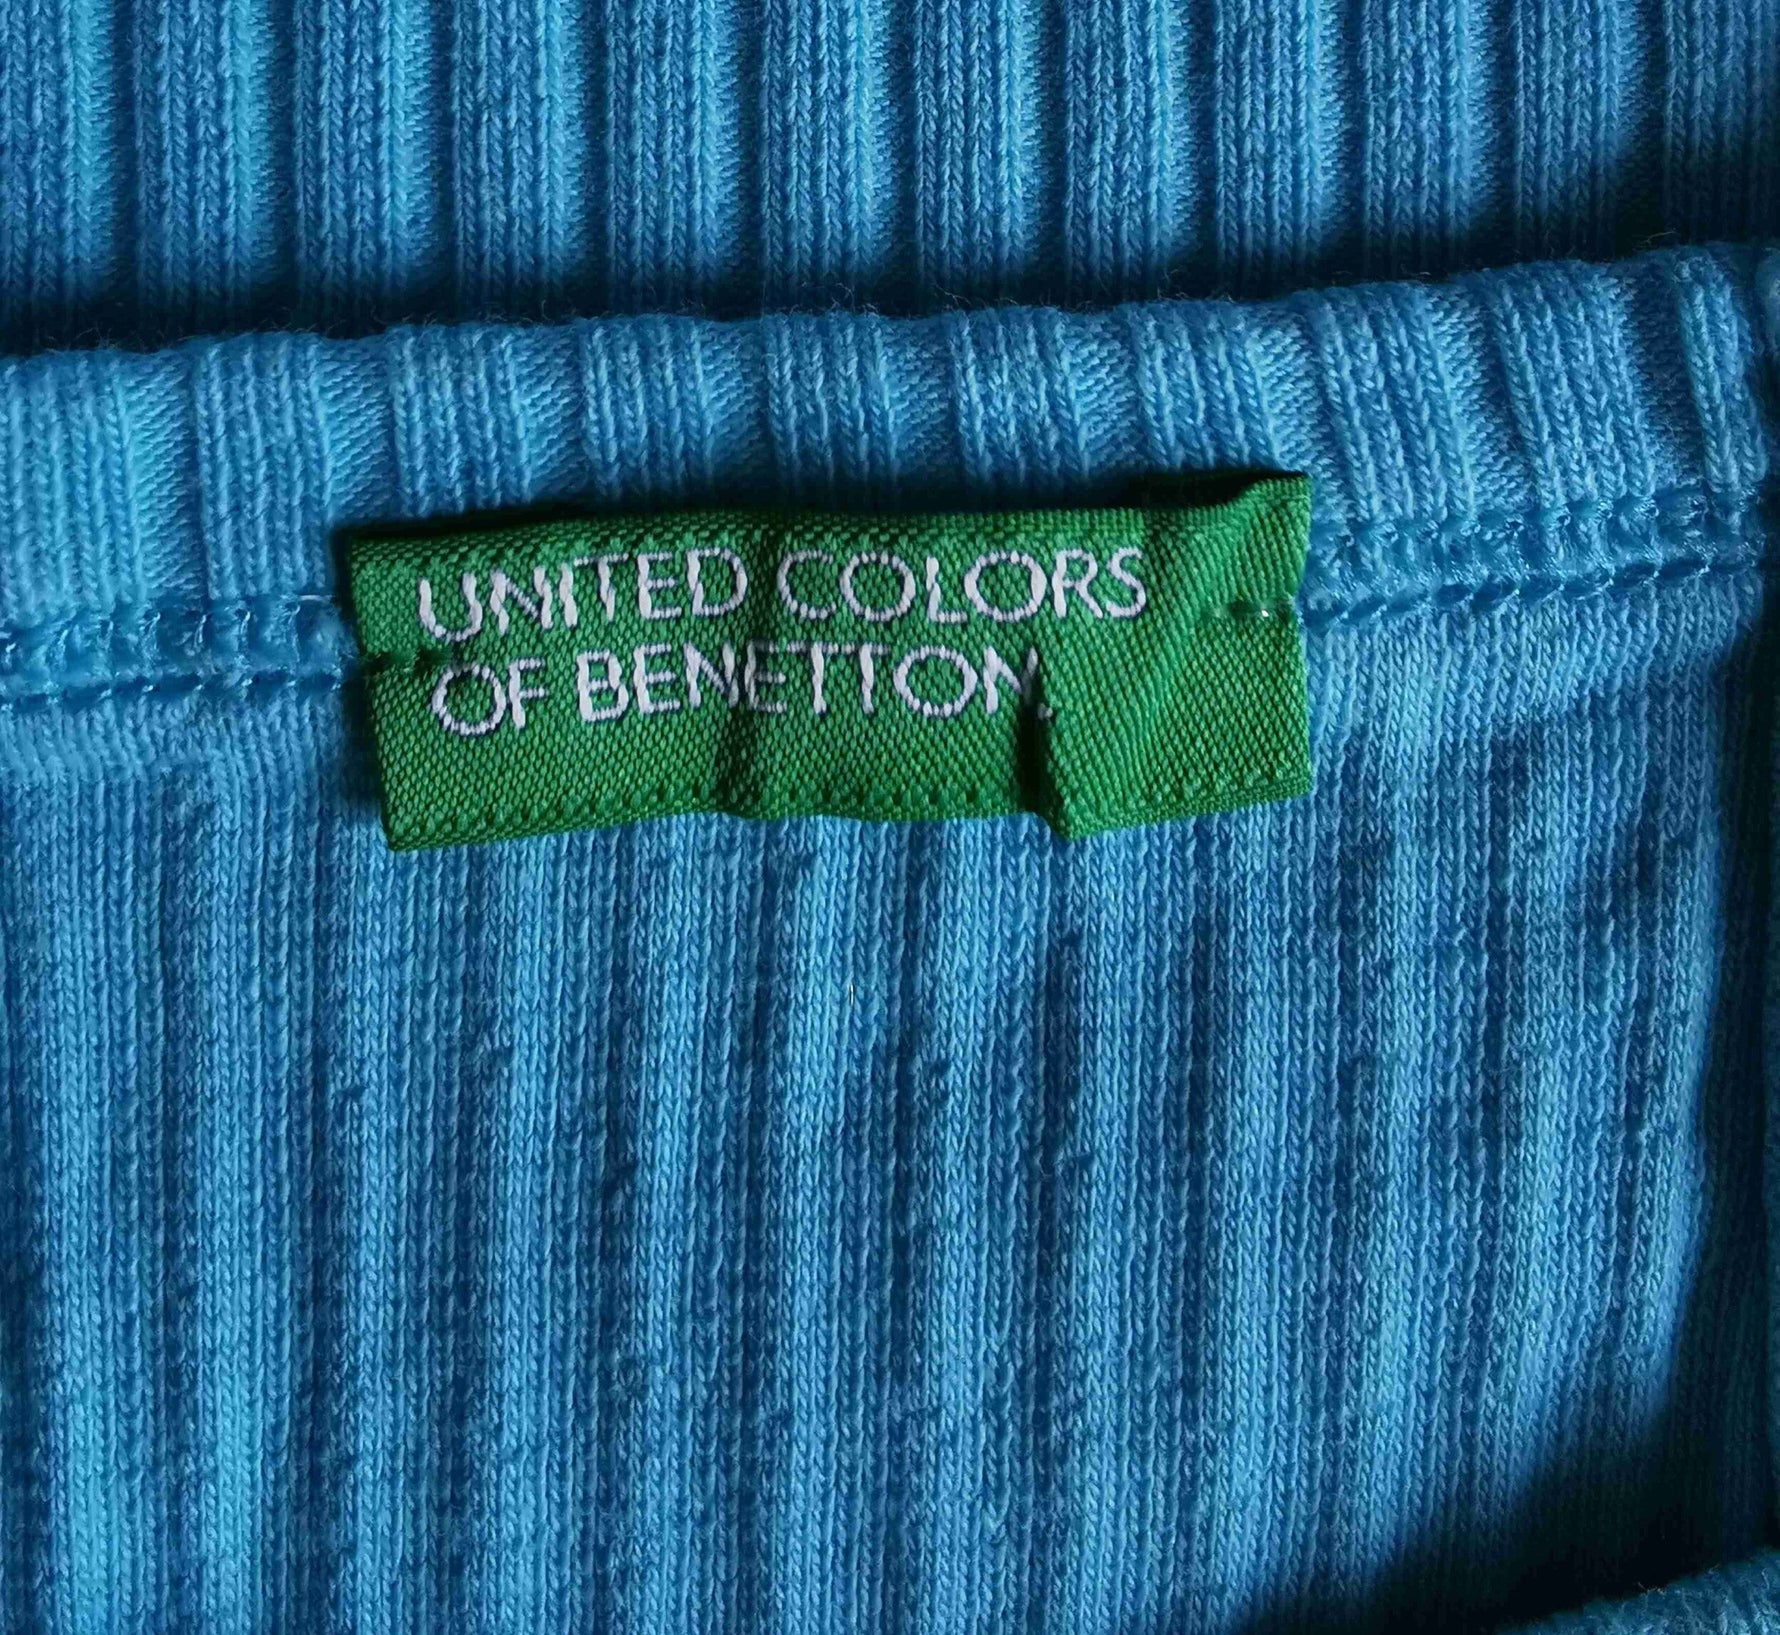 UNITED COLORS
OF BENETTON.